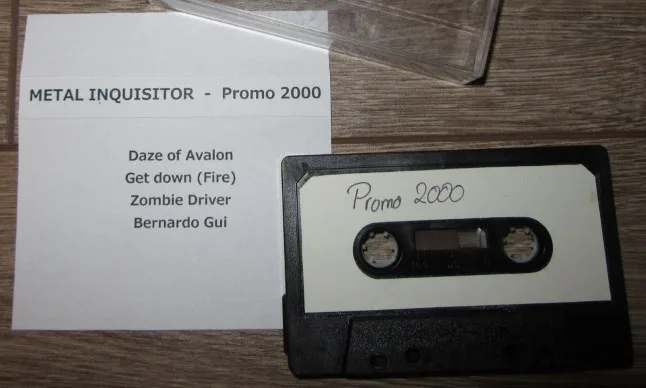 METAL INQUISITOR - Promo 2000
Daze of Avalon
Get down (Fire)
Zombie Driver
Bernardo Gui
Promo 2000